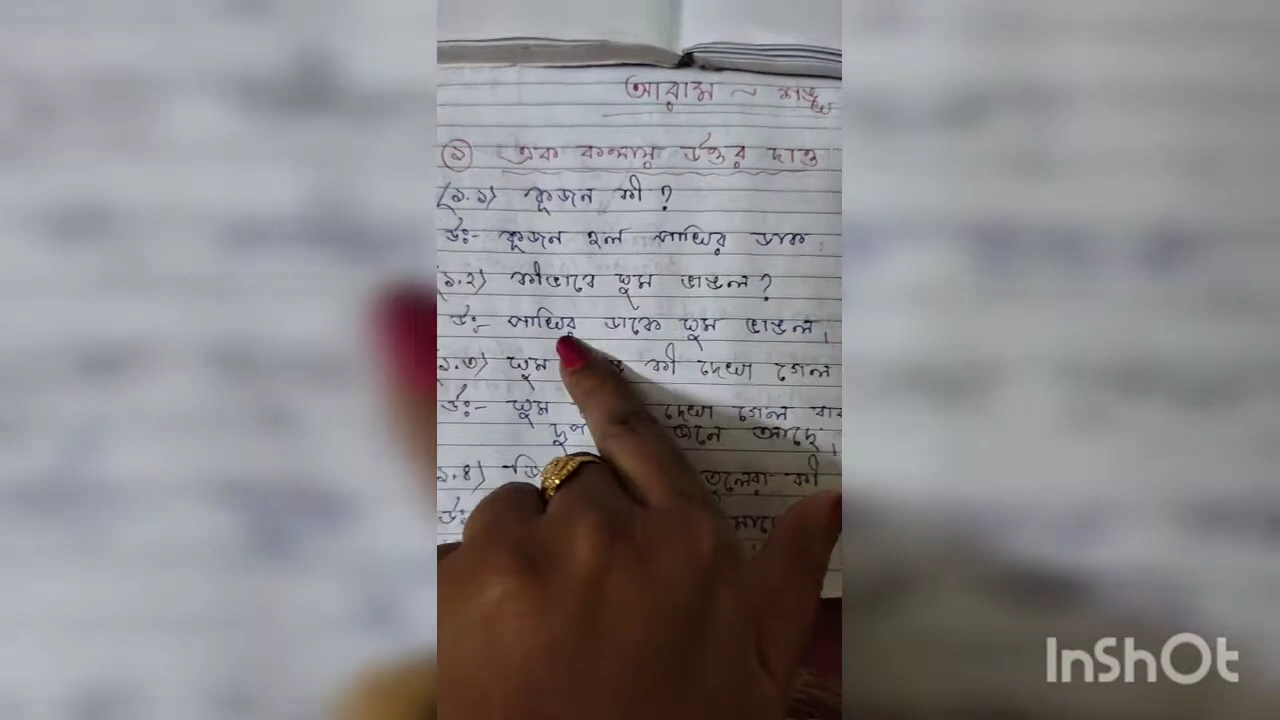 আরাম ~ শঙ্খ
১ এক কথায় উত্তর দাও
(১.১) কূজন কী ?
উঃ- কূজন হল পাখির ডাক
(১.২) কীভাবে ঘুম ভাঙল ?
উঃ- পাখির ডাকে ঘুম ভাঙল ।
১.৩) ঘুম কী দেখা গেল
উঃ- ঘুম দেখা গেল
আছে ।
১.৪) কী
উঃ
InShOt